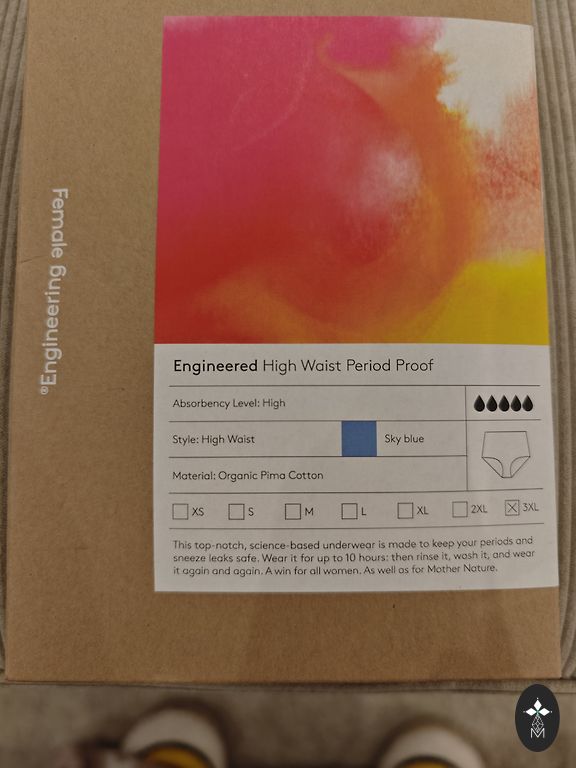 Female
Engineering®
Engineered High Waist Period Proof
Absorbency Level: High
Style: High Waist
Sky blue
Material: Organic Pima Cotton
XS S M L XL 2XL 3XL
This top-notch, science-based underwear is made to keep your periods and
sneeze leaks safe. Wear it for up to 10 hours: then rinse it, wash it, and wear
it again and again. A win for all women. As well as for Mother Nature.
M